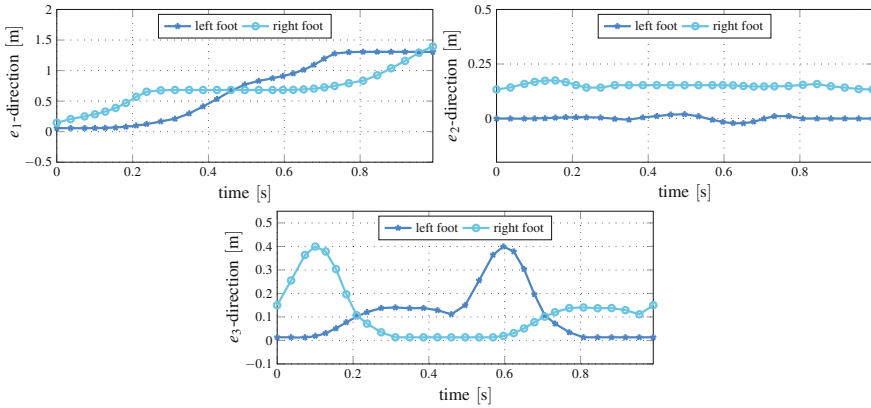 left foot right foot
2
1.5
1
0.5
0
−0.5
e1-direction [m]
0 0.2 0.4 0.6 0.8
time [s]
left foot right foot
0.5
0.25
0
e2-direction [m]
0 0.2 0.4 0.6 0.8
time [s]
left foot right foot
0.5
0.4
0.3
0.2
0.1
0
−0.1
e3-direction [m]
0 0.2 0.4 0.6 0.8
time [s]